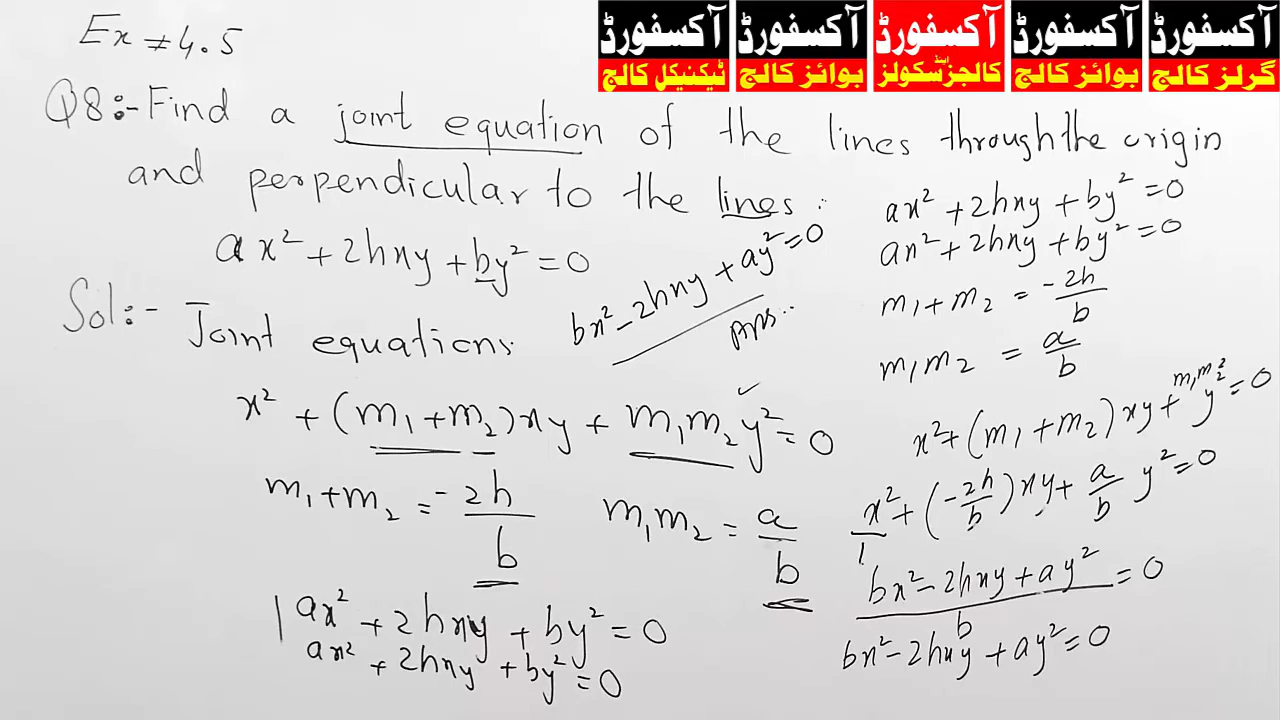 Ex # 4.5
آکسفورڈ ٹیکنیکل کالج
آکسفورڈ بوائز کالج
آکسفورڈ کالجز اینڈ سکولز
آکسفورڈ بوائز کالج
آکسفورڈ گرلز کالج
Q8:- Find a joint equation of the lines through the origin
and perpendicular to the lines :
ax² + 2hxy + by² = 0
Sol:- Joint equations
x² + (m₁+m₂)xy + m₁m₂y² = 0
m₁+m₂ = -2h/b
m₁m₂ = a/b
ax² + 2hxy + by² = 0
ax² + 2hxy + by² = 0
bx² - 2hxy + ay² = 0
Ans..
ax² + 2hxy + by² = 0
ax² + 2hxy + by² = 0
m₁+m₂ = -2h/b
m₁m₂ = a/b
x² + (m₁+m₂)xy + m₁m₂y² = 0
x²/1 + (-2h/b)xy + a/b y² = 0
bx² - 2hxy + ay²/b = 0
bx² - 2hxy + ay² = 0